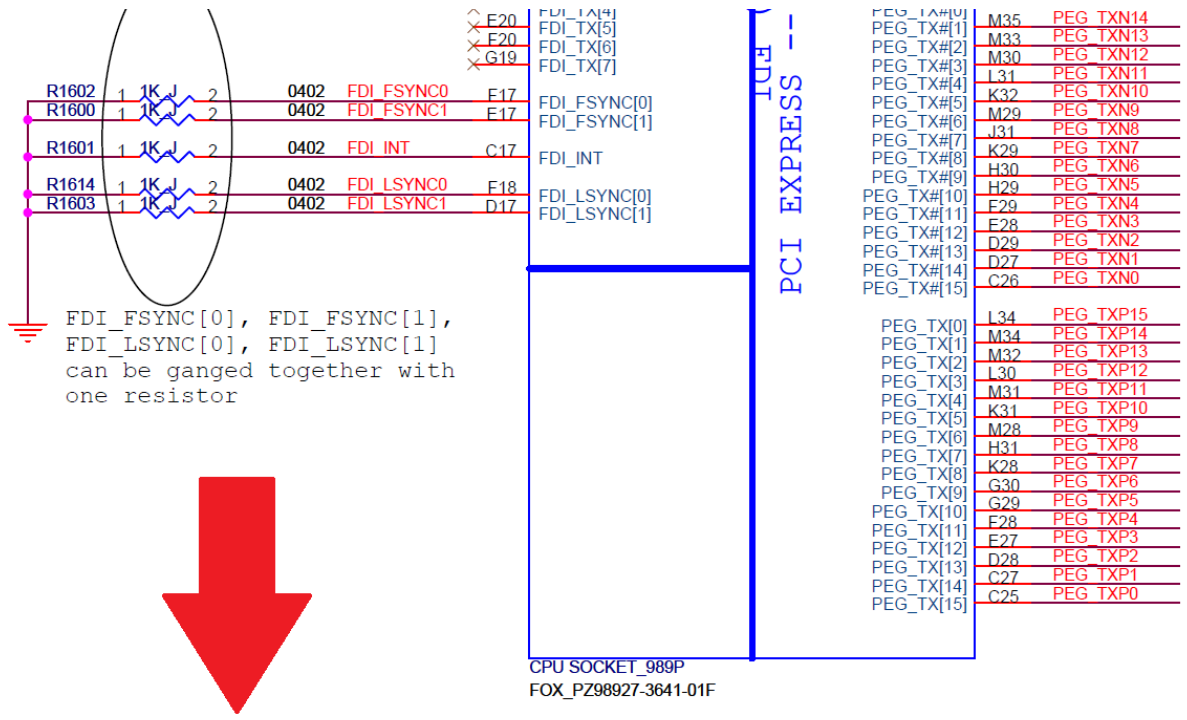 FDI_TX[4]
E20 FDI_TX[5]
F20 FDI_TX[6]
G19 FDI_TX[7]
R1602 1 1K_J 2 0402 FDI_FSYNC0 F17 FDI_FSYNC[0]
R1600 1 1K_J 2 0402 FDI_FSYNC1 E17 FDI_FSYNC[1]
R1601 1 1K_J 2 0402 FDI_INT C17 FDI_INT
R1614 1 1K_J 2 0402 FDI_LSYNC0 F18 FDI_LSYNC[0]
R1603 1 1K_J 2 0402 FDI_LSYNC1 D17 FDI_LSYNC[1]
FDI_FSYNC[0], FDI_FSYNC[1],
FDI_LSYNC[0], FDI_LSYNC[1]
can be ganged together with
one resistor
FDI
PCI EXPRESS --
PEG_TX#[0]
PEG_TX#[1] M35 PEG_TXN14
PEG_TX#[2] M33 PEG_TXN13
PEG_TX#[3] M30 PEG_TXN12
PEG_TX#[4] L31 PEG_TXN11
PEG_TX#[5] K32 PEG_TXN10
PEG_TX#[6] M29 PEG_TXN9
PEG_TX#[7] J31 PEG_TXN8
PEG_TX#[8] K29 PEG_TXN7
PEG_TX#[9] H30 PEG_TXN6
PEG_TX#[10] H29 PEG_TXN5
PEG_TX#[11] F29 PEG_TXN4
PEG_TX#[12] E28 PEG_TXN3
PEG_TX#[13] D29 PEG_TXN2
PEG_TX#[14] D27 PEG_TXN1
PEG_TX#[15] C26 PEG_TXN0
PEG_TX[0] L34 PEG_TXP15
PEG_TX[1] M34 PEG_TXP14
PEG_TX[2] M32 PEG_TXP13
PEG_TX[3] L30 PEG_TXP12
PEG_TX[4] M31 PEG_TXP11
PEG_TX[5] K31 PEG_TXP10
PEG_TX[6] M28 PEG_TXP9
PEG_TX[7] H31 PEG_TXP8
PEG_TX[8] K28 PEG_TXP7
PEG_TX[9] G30 PEG_TXP6
PEG_TX[10] G29 PEG_TXP5
PEG_TX[11] F28 PEG_TXP4
PEG_TX[12] E27 PEG_TXP3
PEG_TX[13] D28 PEG_TXP2
PEG_TX[14] C27 PEG_TXP1
PEG_TX[15] C25 PEG_TXP0
CPU SOCKET_989P
FOX_PZ98927-3641-01F